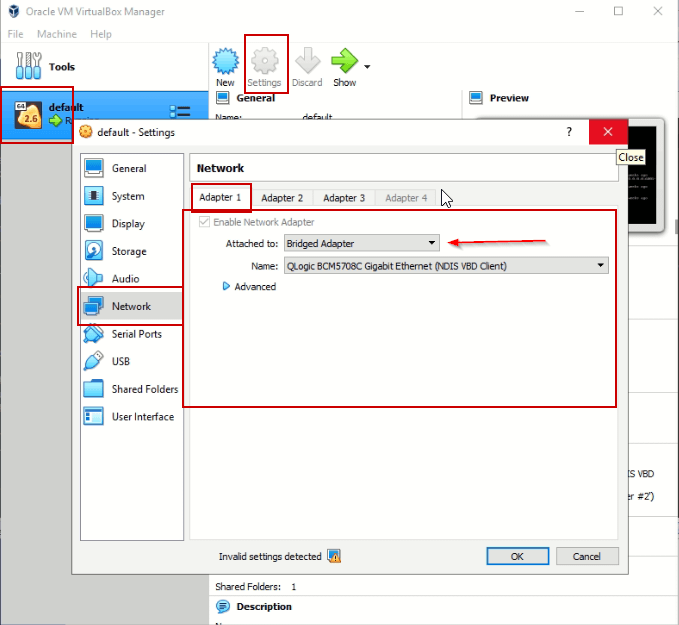 Oracle VM VirtualBox Manager
File Machine Help
Tools
New Settings Discard Show
64
2.6
default
General
Preview
Name: default
default - Settings
?
Close
General
System
Display
Storage
Audio
Network
Serial Ports
USB
Shared Folders
User Interface
Network
Adapter 1 Adapter 2 Adapter 3 Adapter 4
Enable Network Adapter
Attached to: Bridged Adapter
Name: QLogic BCM5708C Gigabit Ethernet (NDIS VBD Client)
Advanced
IS VBD
er #2')
Invalid settings detected
OK Cancel
Shared Folders: 1
Description